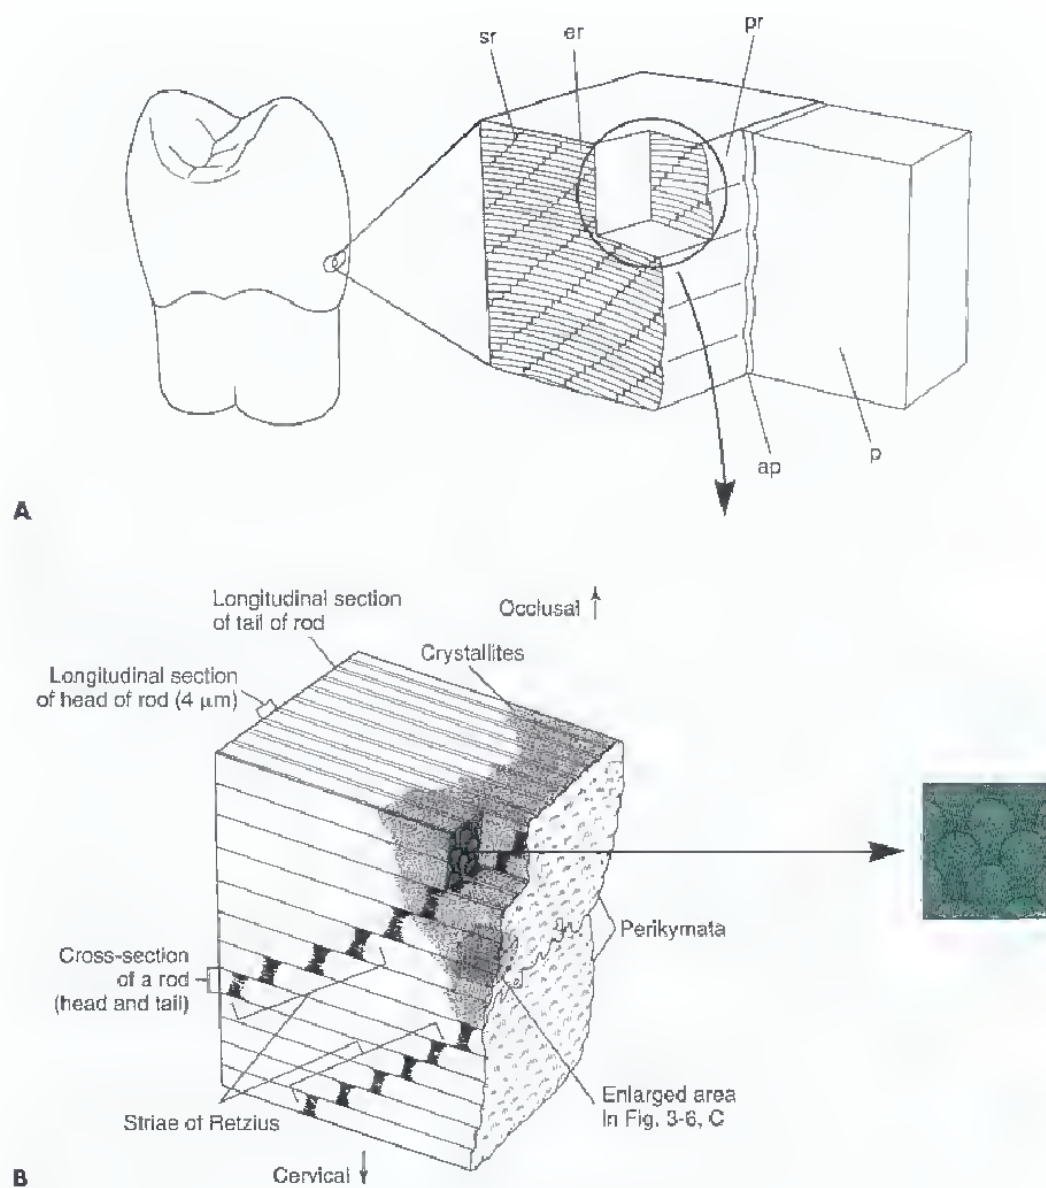 sr er pr
ap p
A
Longitudinal section
of tail of rod
Occlusal ↑
Crystallites
Longitudinal section
of head of rod (4 μm)
Perikymata
Cross-section
of a rod
(head and tail)
Enlarged area
In Fig. 3-6, C
Striae of Retzius
B
Cervical ↓